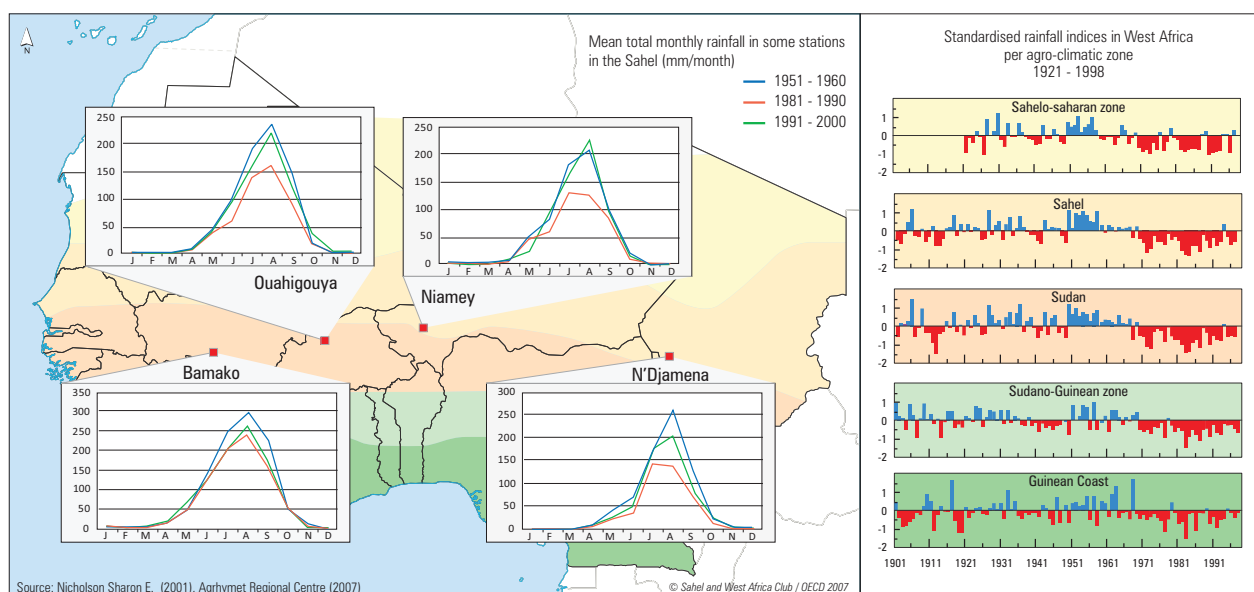 N
Mean total monthly rainfall in some stations
in the Sahel (mm/month)
1951 - 1960
1981 - 1990
1991 - 2000
250
200
150
100
50
0
J F M A M J J A S O N D
Ouahigouya
250
200
150
100
50
0
J F M A M J J A S O N D
Niamey
Bamako
350
300
250
200
150
100
50
0
J F M A M J J A S O N D
N'Djamena
300
250
200
150
100
50
0
J F M A M J J A S O N D
Source: Nicholson Sharon E. (2001), Agrhymet Regional Centre (2007)
© Sahel and West Africa Club / OECD 2007
Standardised rainfall indices in West Africa
per agro-climatic zone
1921 - 1998
Sahelo-saharan zone
1
0
-1
-2
Sahel
1
0
-1
-2
Sudan
1
0
-1
-2
Sudano-Guinean zone
1
0
-1
-2
Guinean Coast
1
0
-1
-2
1901 1911 1921 1931 1941 1951 1961 1971 1981 1991